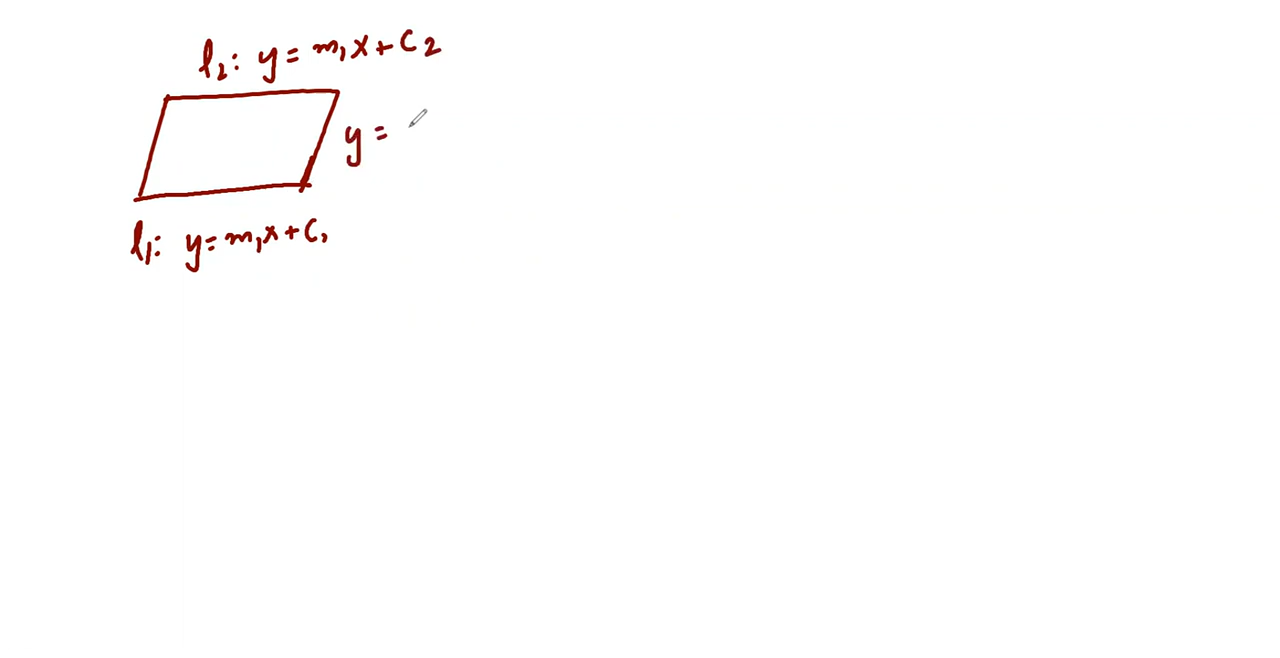 l₂: y = m₁x + c₂
y =
l₁: y = m₁x + c₁